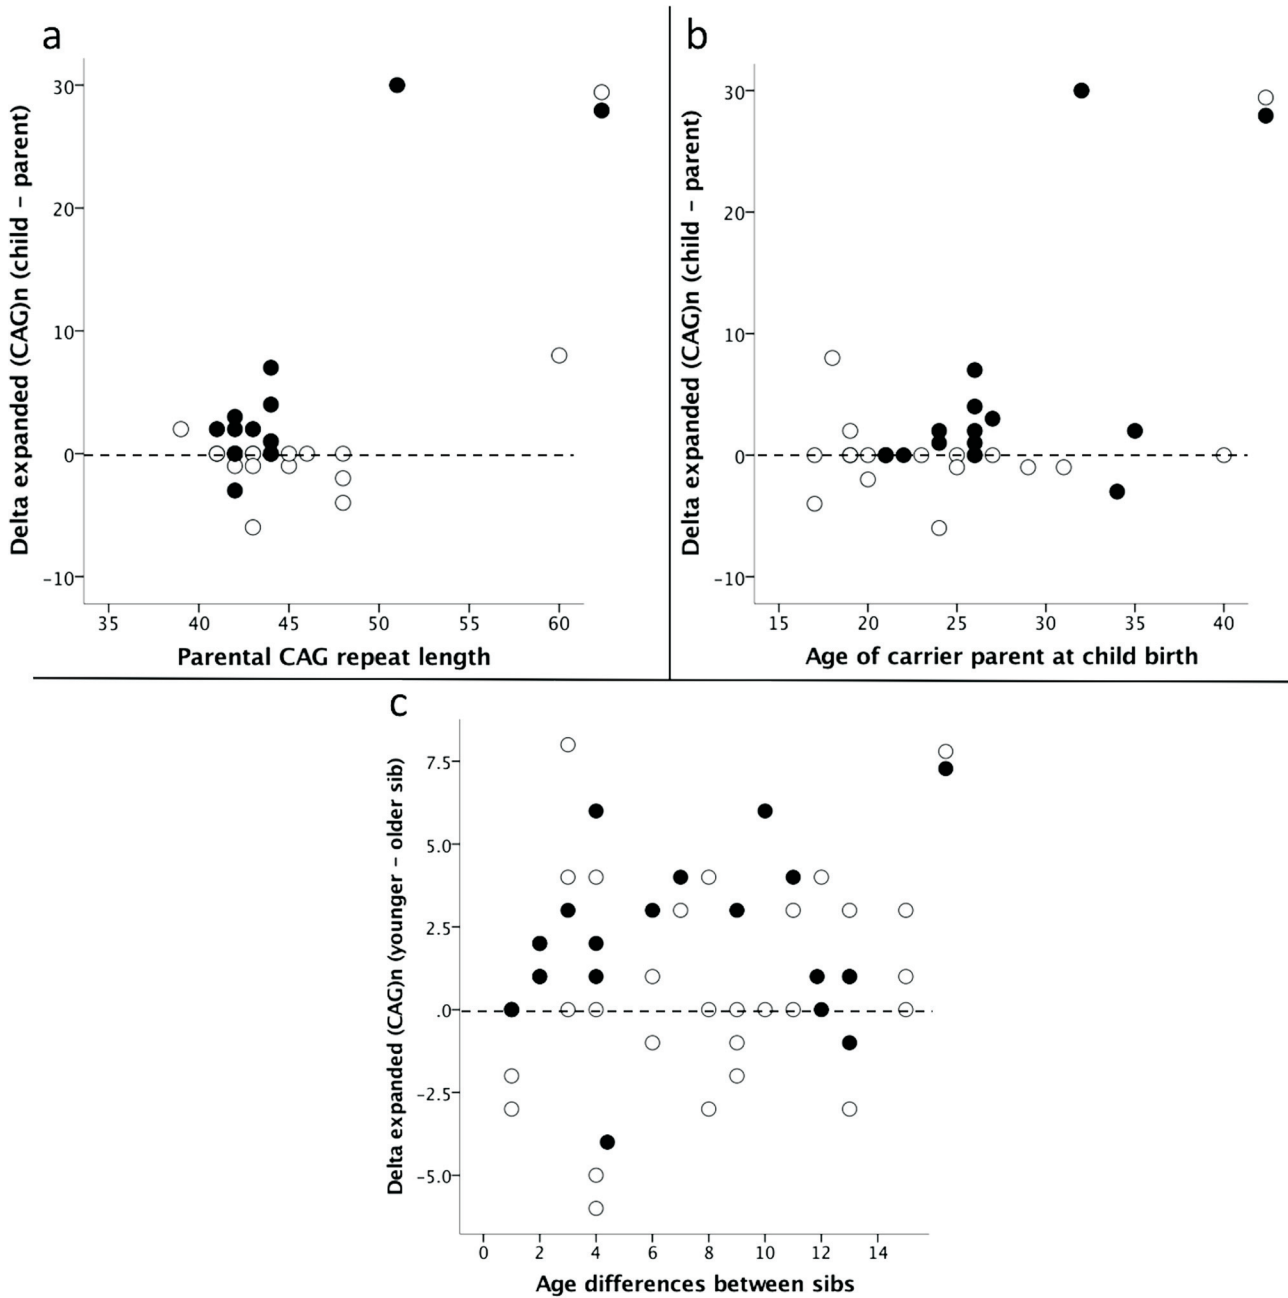 a
Delta expanded (CAG)n (child – parent)
30
20
10
0
-10
35 40 45 50 55 60
Parental CAG repeat length
b
Delta expanded (CAG)n (child – parent)
30
20
10
0
-10
15 20 25 30 35 40
Age of carrier parent at child birth
c
Delta expanded (CAG)n (younger – older sib)
7.5
5.0
2.5
.0
-2.5
-5.0
0 2 4 6 8 10 12 14
Age differences between sibs